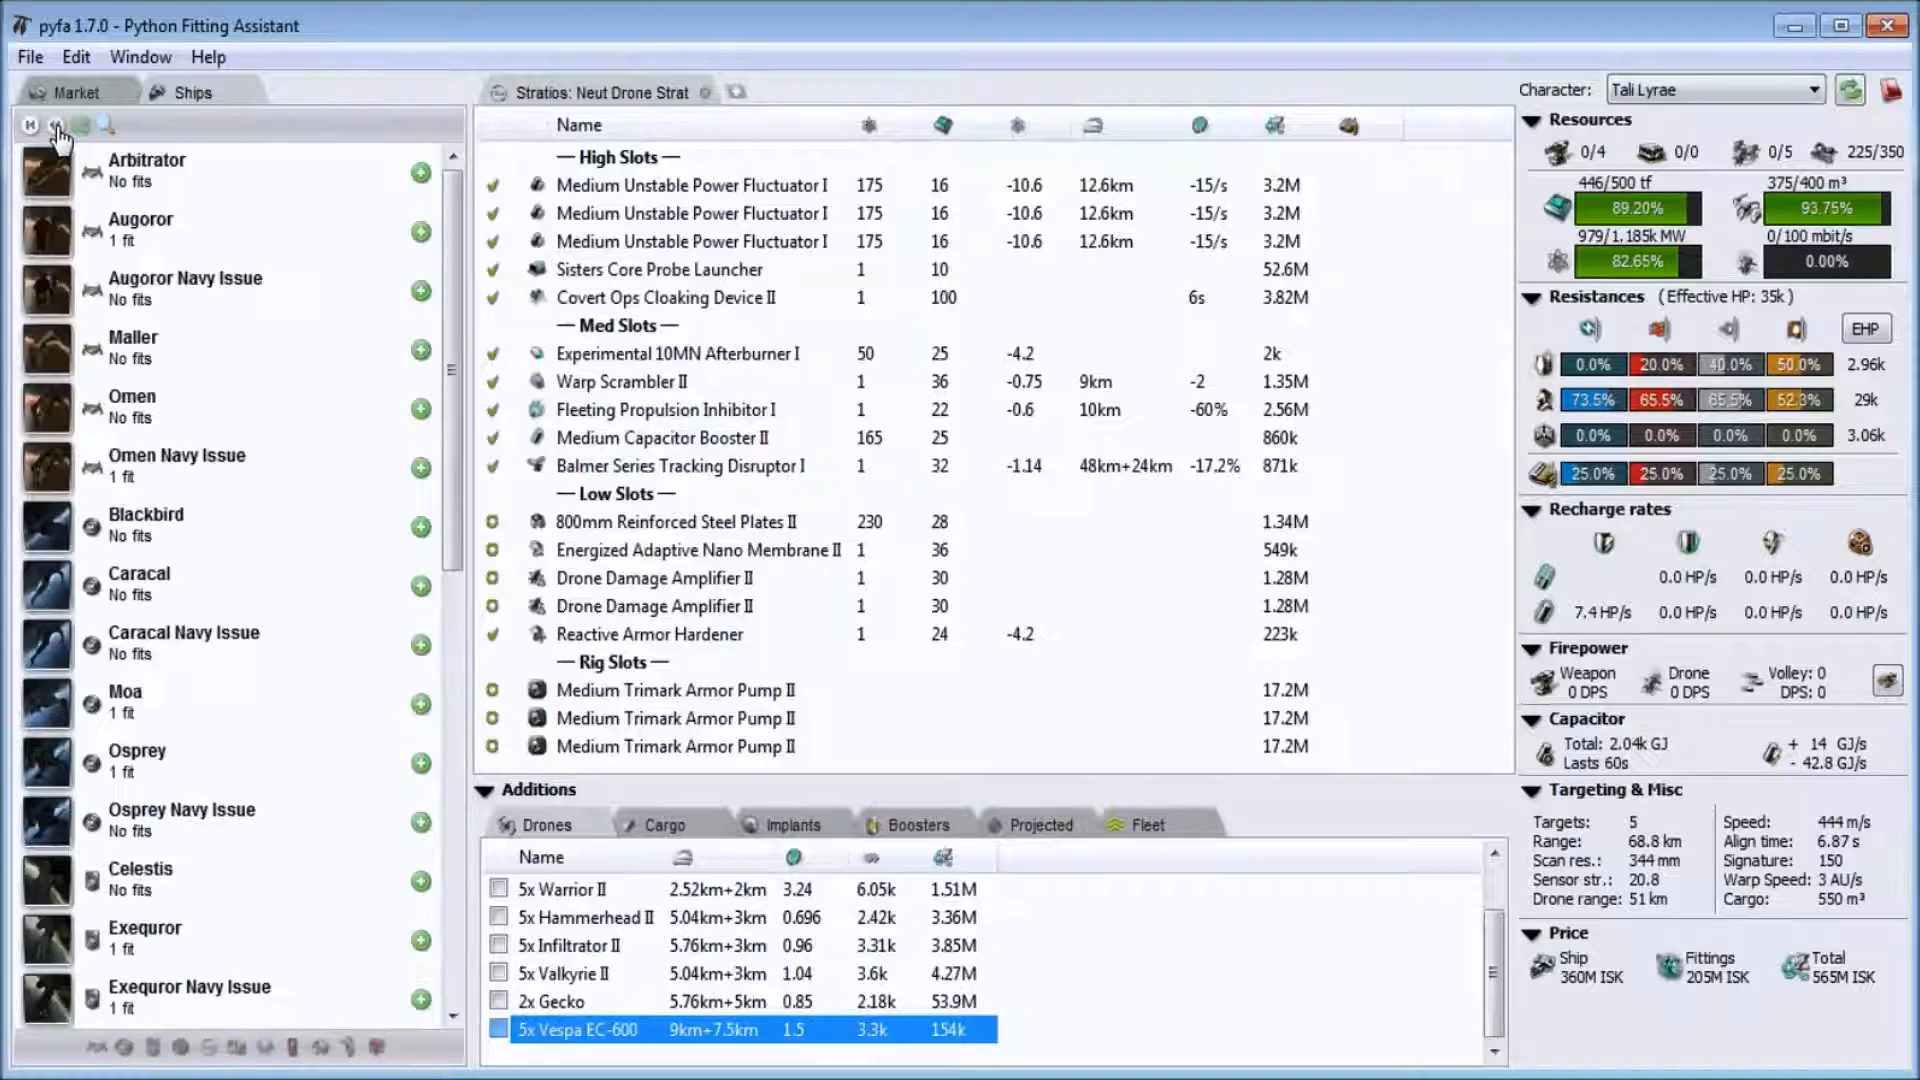 pyfa 1.7.0 - Python Fitting Assistant
File Edit Window Help
Market Ships
Arbitrator
No fits
Augoror
1 fit
Augoror Navy Issue
No fits
Maller
No fits
Omen
No fits
Omen Navy Issue
1 fit
Blackbird
No fits
Caracal
No fits
Caracal Navy Issue
No fits
Moa
1 fit
Osprey
1 fit
Osprey Navy Issue
No fits
Celestis
No fits
Exequror
1 fit
Exequror Navy Issue
1 fit
Stratios: Neut Drone Strat
Name
— High Slots —
Medium Unstable Power Fluctuator I 175 16 -10.6 12.6km -15/s 3.2M
Medium Unstable Power Fluctuator I 175 16 -10.6 12.6km -15/s 3.2M
Medium Unstable Power Fluctuator I 175 16 -10.6 12.6km -15/s 3.2M
Sisters Core Probe Launcher 1 10 52.6M
Covert Ops Cloaking Device II 1 100 6s 3.82M
— Med Slots —
Experimental 10MN Afterburner I 50 25 -4.2 2k
Warp Scrambler II 1 36 -0.75 9km -2 1.35M
Fleeting Propulsion Inhibitor I 1 22 -0.6 10km -60% 2.56M
Medium Capacitor Booster II 165 25 860k
Balmer Series Tracking Disruptor I 1 32 -1.14 48km+24km -17.2% 871k
— Low Slots —
800mm Reinforced Steel Plates II 230 28 1.34M
Energized Adaptive Nano Membrane II 1 36 549k
Drone Damage Amplifier II 1 30 1.28M
Drone Damage Amplifier II 1 30 1.28M
Reactive Armor Hardener 1 24 -4.2 223k
— Rig Slots —
Medium Trimark Armor Pump II 17.2M
Medium Trimark Armor Pump II 17.2M
Medium Trimark Armor Pump II 17.2M
Additions
Drones Cargo Implants Boosters Projected Fleet
Name
5x Warrior II 2.52km+2km 3.24 6.05k 1.51M
5x Hammerhead II 5.04km+3km 0.696 2.42k 3.36M
5x Infiltrator II 5.76km+3km 0.96 3.31k 3.85M
5x Valkyrie II 5.04km+3km 1.04 3.6k 4.27M
2x Gecko 5.76km+5km 0.85 2.18k 53.9M
5x Vespa EC-600 9km+7.5km 1.5 3.3k 154k
Character: Tali Lyrae
Resources
0/4 0/0 0/5 225/350
446/500 tf 375/400 m³
89.20% 93.75%
979/1.185k MW 0/100 mbit/s
82.65% 0.00%
Resistances (Effective HP: 35k)
EHP
0.0% 20.0% 40.0% 50.0% 2.96k
73.5% 65.5% 65.5% 52.3% 29k
0.0% 0.0% 0.0% 0.0% 3.06k
25.0% 25.0% 25.0% 25.0%
Recharge rates
0.0 HP/s 0.0 HP/s 0.0 HP/s
7.4 HP/s 0.0 HP/s 0.0 HP/s 0.0 HP/s
Firepower
Weapon Drone Volley: 0
0 DPS 0 DPS DPS: 0
Capacitor
Total: 2.04k GJ + 14 GJ/s
Lasts 60s - 42.8 GJ/s
Targeting & Misc
Targets: 5 Speed: 444 m/s
Range: 68.8 km Align time: 6.87 s
Scan res.: 344 mm Signature: 150
Sensor str.: 20.8 Warp Speed: 3 AU/s
Drone range: 51 km Cargo: 550 m³
Price
Ship Fittings Total
360M ISK 205M ISK 565M ISK